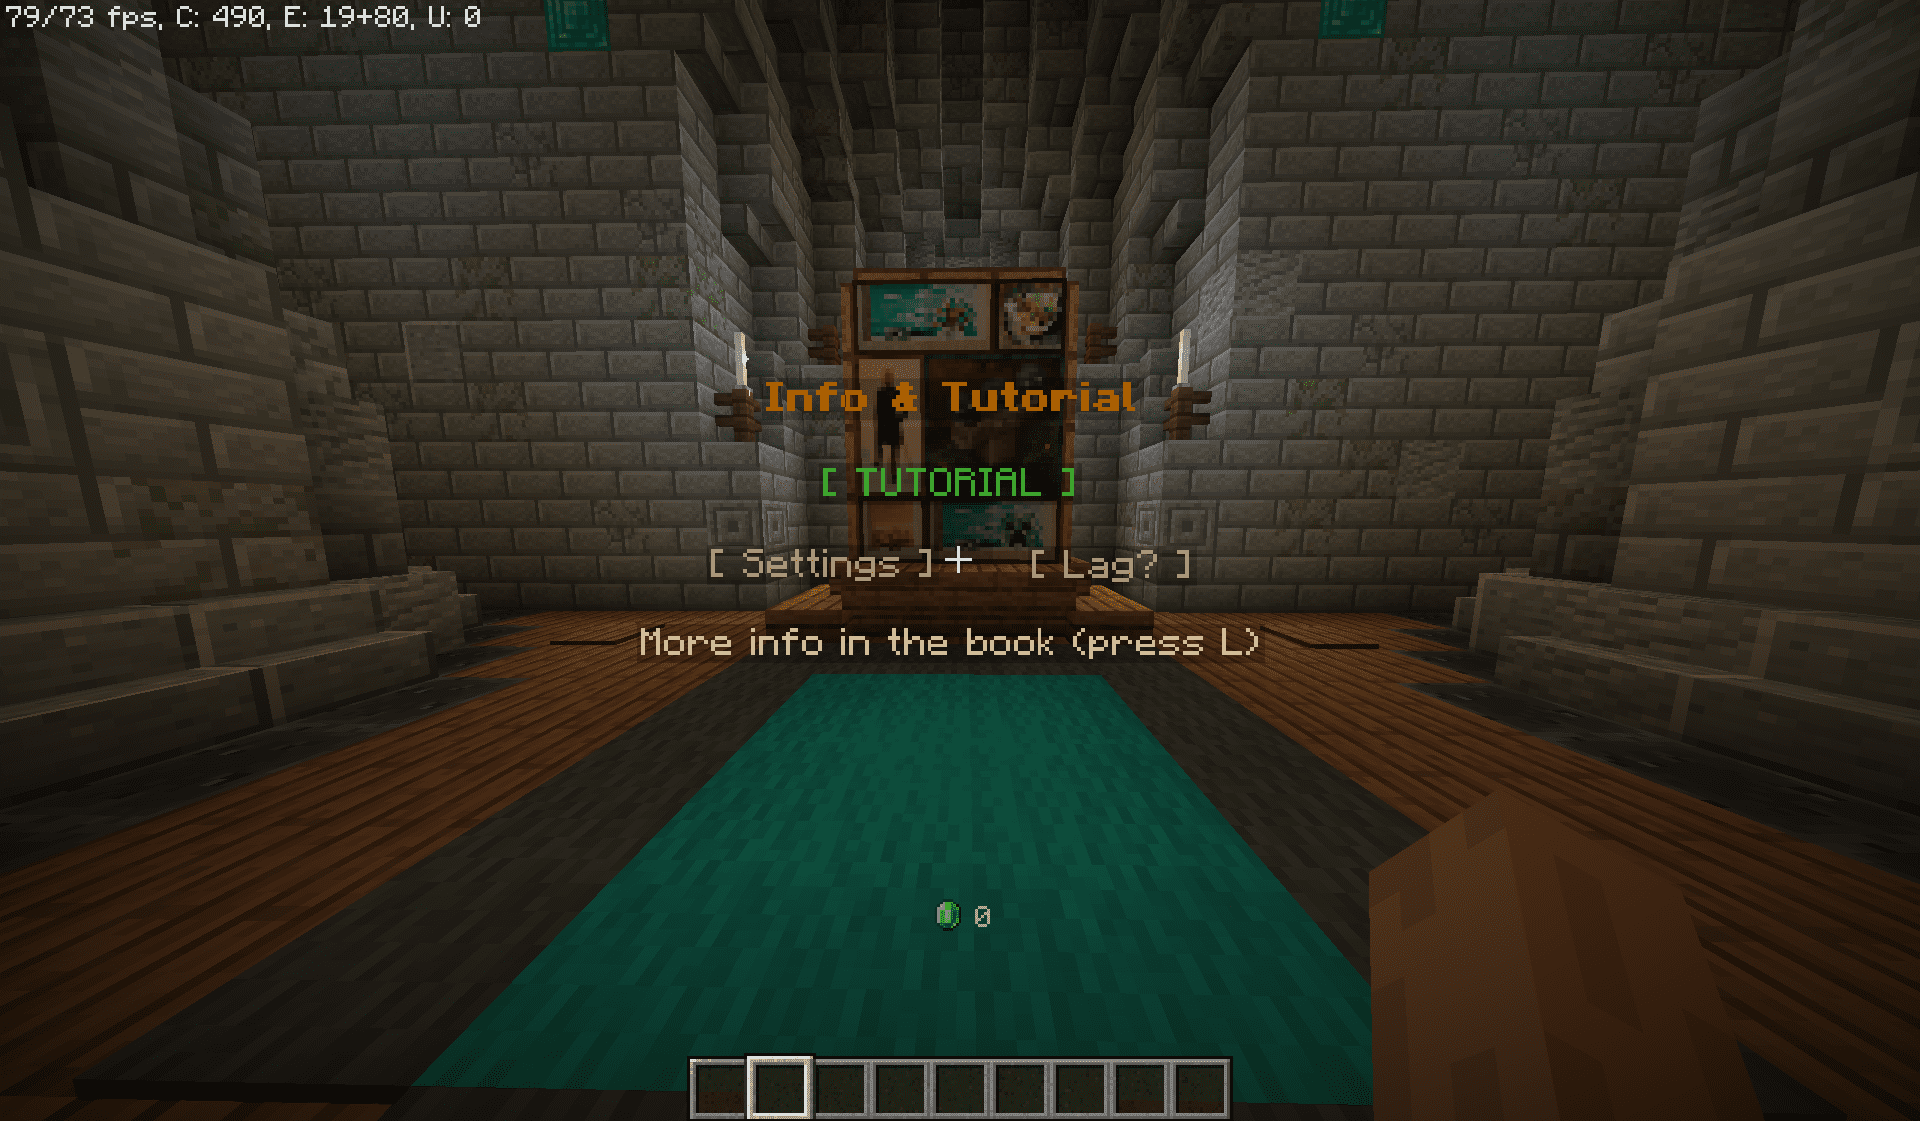 79/73 fps, C: 490, E: 19+80, U: 0
Info & Tutorial
[ TUTORIAL ]
[ Settings ] [ Lag? ]
More info in the book (press L)
0